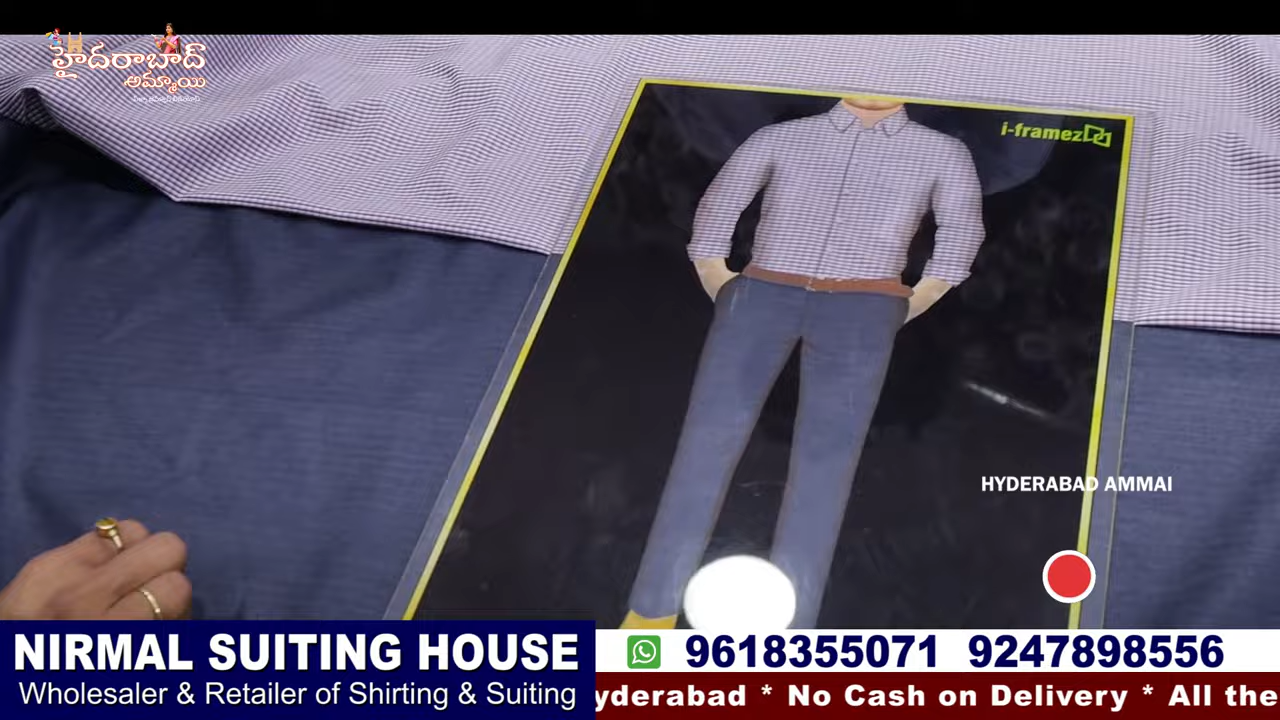 హైదరాబాద్
అమ్మాయి
i-framez
HYDERABAD AMMAI
NIRMAL SUITING HOUSE
Wholesaler & Retailer of Shirting & Suiting
9618355071 9247898556
yderabad * No Cash on Delivery * All the